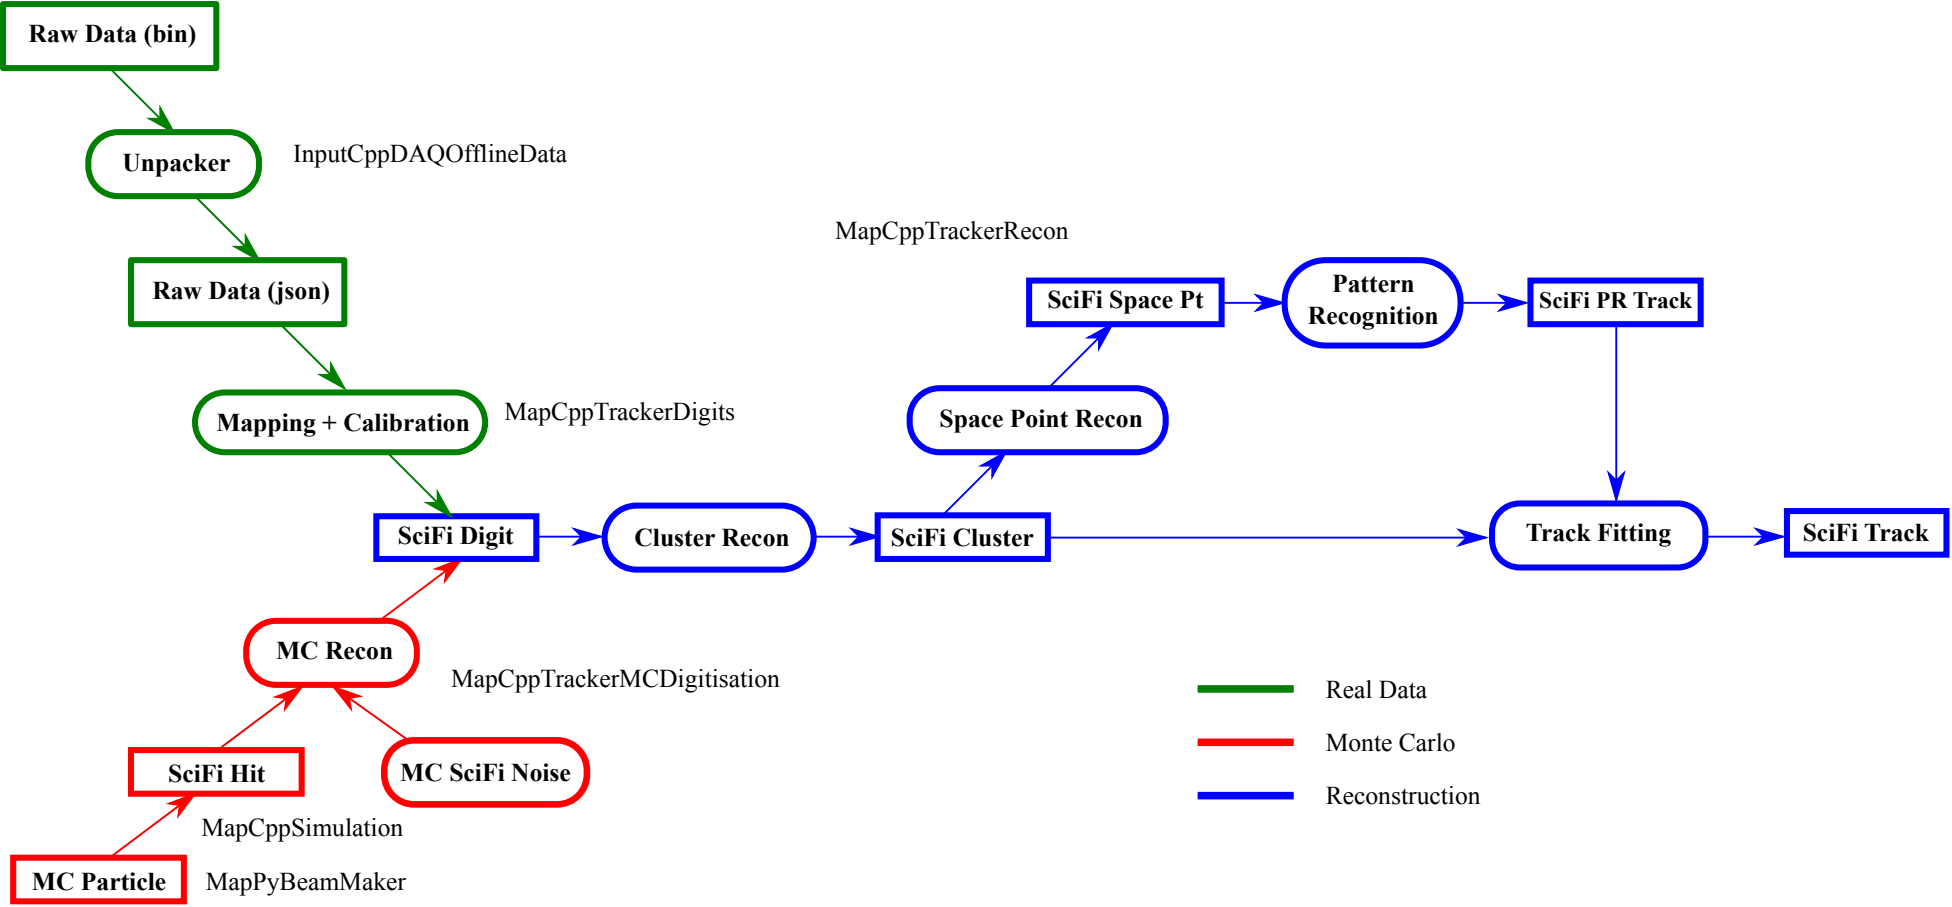 Raw Data (bin)
Unpacker
InputCppDAQOfflineData
Raw Data (json)
Mapping + Calibration
MapCppTrackerDigits
MapCppTrackerRecon
SciFi Space Pt
Pattern
Recognition
SciFi PR Track
Space Point Recon
SciFi Digit
Cluster Recon
SciFi Cluster
Track Fitting
SciFi Track
MC Recon
MapCppTrackerMCDigitisation
SciFi Hit
MC SciFi Noise
MapCppSimulation
MC Particle
MapPyBeamMaker
Real Data
Monte Carlo
Reconstruction